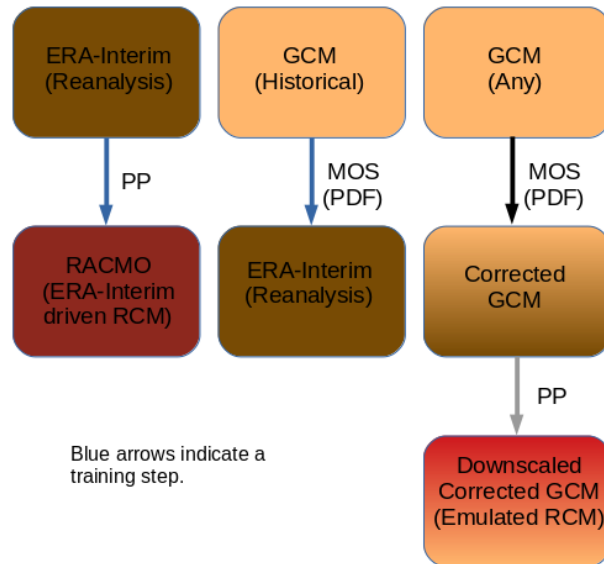 ERA-Interim
(Reanalysis)
GCM
(Historical)
GCM
(Any)
PP
MOS
(PDF)
MOS
(PDF)
RACMO
(ERA-Interim
driven RCM)
ERA-Interim
(Reanalysis)
Corrected
GCM
PP
Blue arrows indicate a
training step.
Downscaled
Corrected GCM
(Emulated RCM)